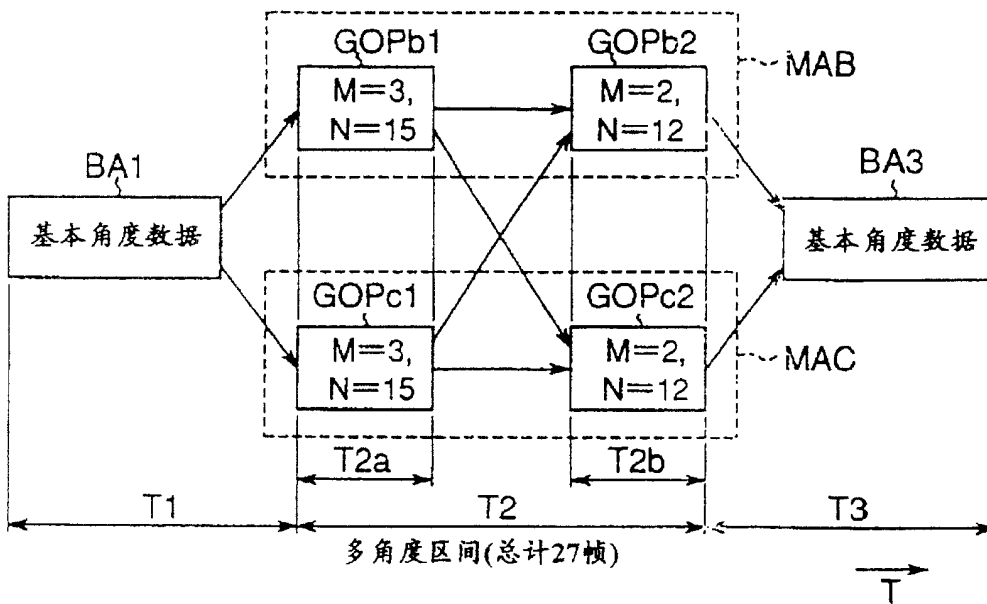 GOPb1
GOPb2
MAB
M=3,
N=15
M=2,
N=12
BA1
BA3
基本角度数据
基本角度数据
GOPc1
GOPc2
M=3,
N=15
M=2,
N=12
MAC
T2a
T2b
T1
T2
T3
多角度区间(总计27帧)
T